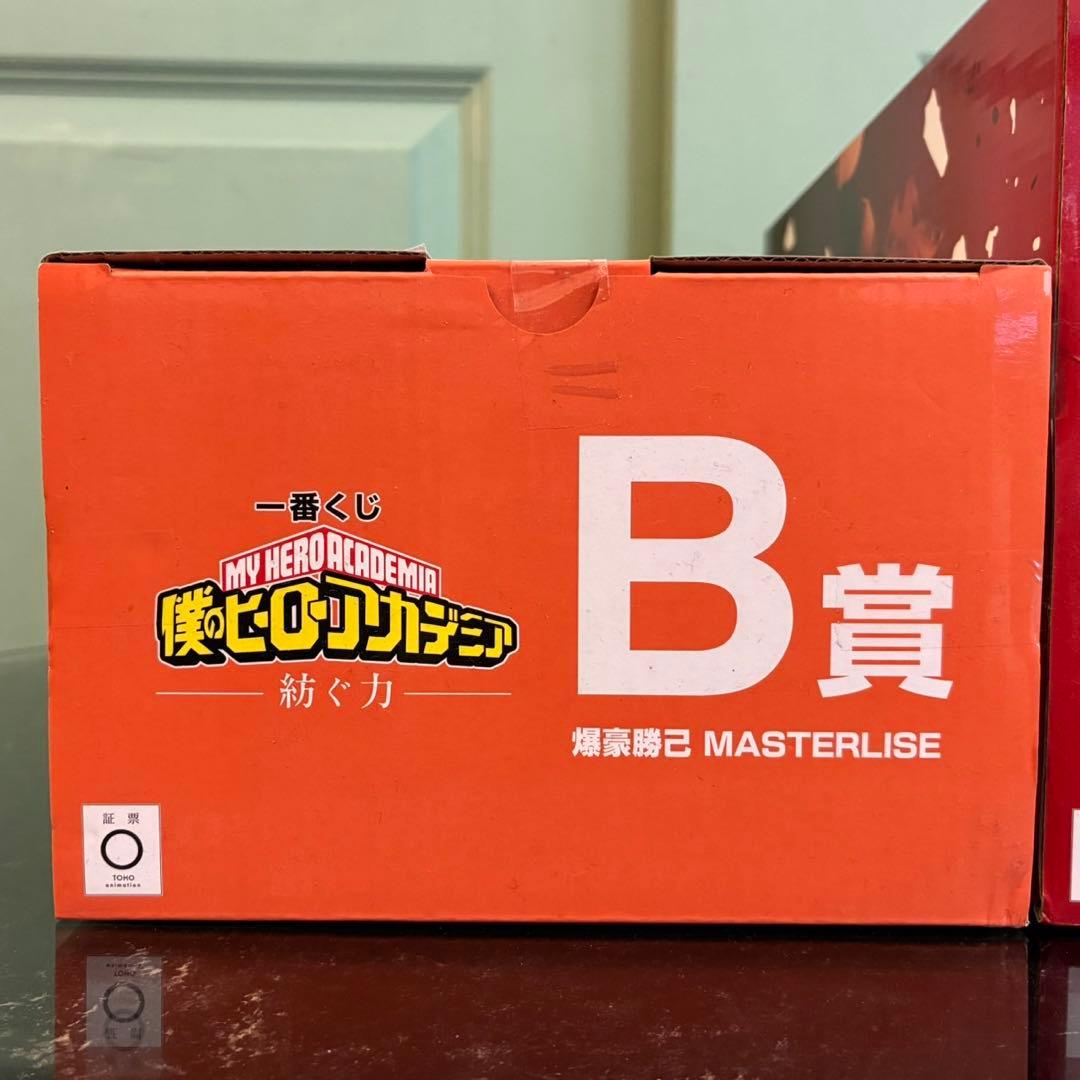 一番くじ
MY HERO ACADEMIA
僕のヒーローアカデミア
紡ぐ力
B賞
爆豪勝己 MASTERLISE
証票
TOHO
animation